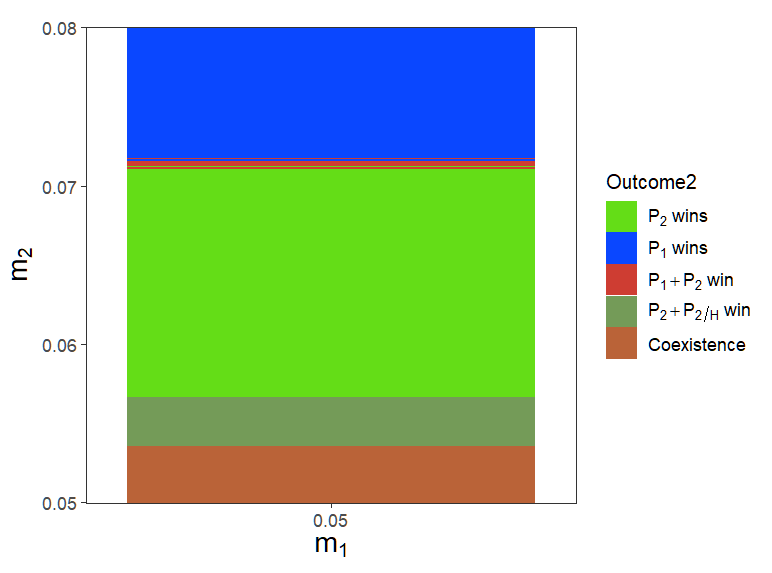 0.08
0.07
0.06
0.05
m₂
0.05
m₁
Outcome2
P₂ wins
P₁ wins
P₁+P₂ win
P₂+P₂/H win
Coexistence